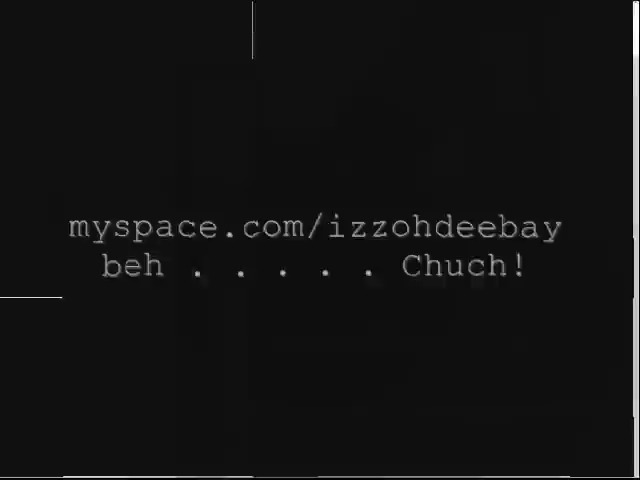 myspace.com/izzohdeebay
beh . . . . . Chuch!